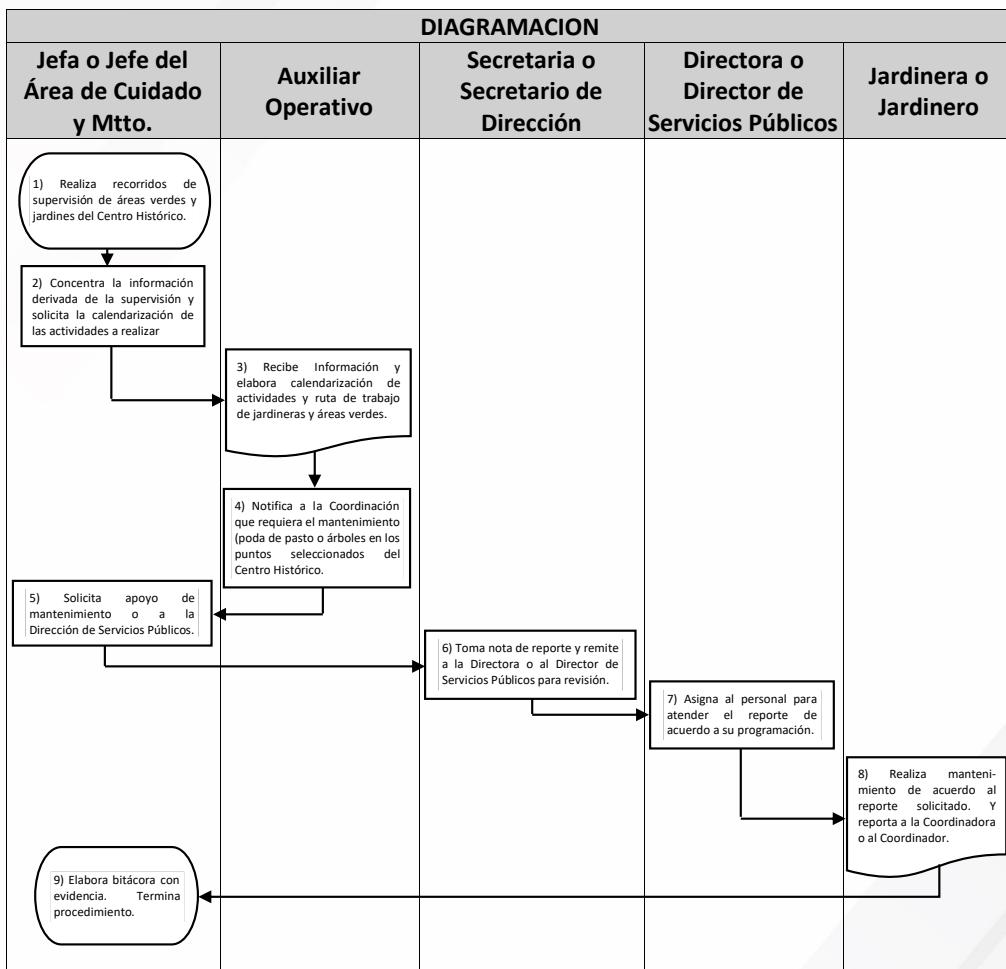 DIAGRAMACION
Jefa o Jefe del
Área de Cuidado
y Mtto.
Auxiliar
Operativo
Secretaria o
Secretario de
Dirección
Directora o
Director de
Servicios Públicos
Jardinera o
Jardinero
1) Realiza recorridos de
supervisión de áreas verdes y
jardines del Centro Histórico.
2) Concentra la información
derivada de la supervisión y
solicita la calendarización de
las actividades a realizar
3) Recibe Información y
elabora calendarización de
actividades y ruta de trabajo
de jardineras y áreas verdes.
4) Notifica a la Coordinación
que requiera el mantenimiento
(poda de pasto o árboles en los
puntos seleccionados del
Centro Histórico.
5) Solicita apoyo de
mantenimiento o a la
Dirección de Servicios Públicos.
6) Toma nota de reporte y remite
a la Directora o al Director de
Servicios Públicos para revisión.
7) Asigna al personal para
atender el reporte de
acuerdo a su programación.
8) Realiza manteni-
miento de acuerdo al
reporte solicitado. Y
reporta a la Coordinadora
o al Coordinador.
9) Elabora bitácora con
evidencia. Termina
procedimiento.